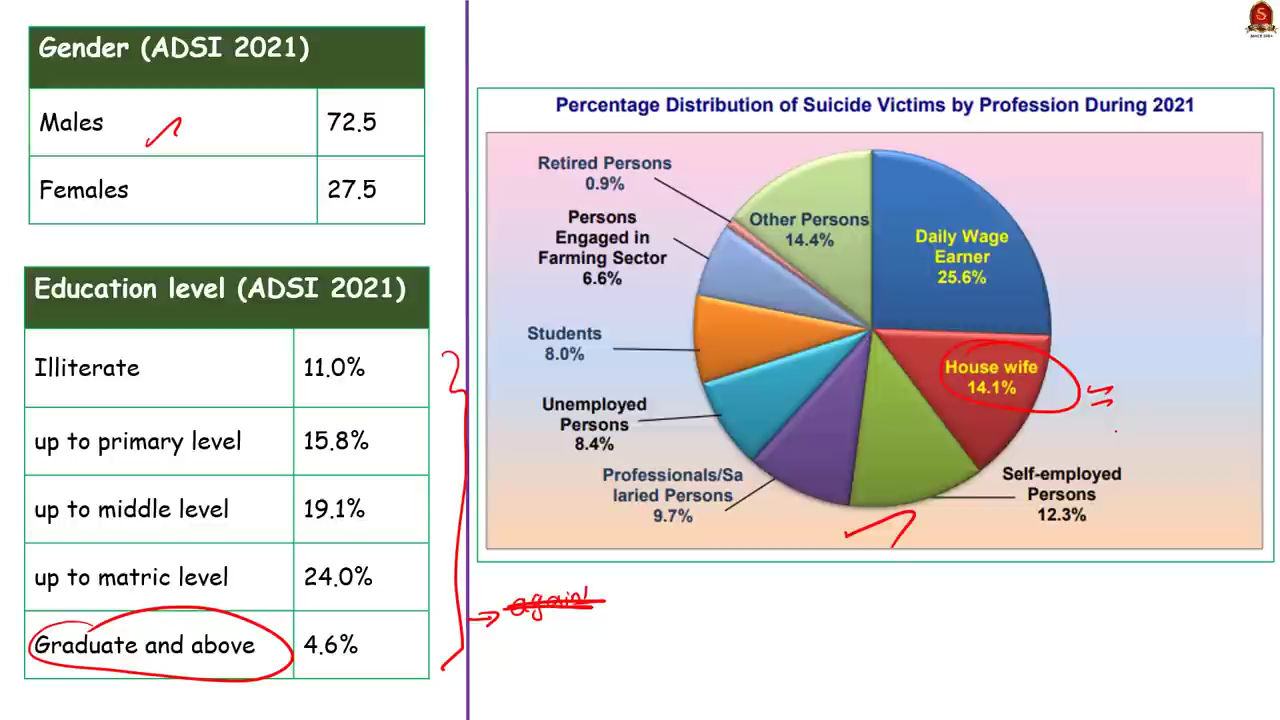 Gender (ADSI 2021)
Males 72.5
Females 27.5
Education level (ADSI 2021)
Illiterate 11.0%
up to primary level 15.8%
up to middle level 19.1%
up to matric level 24.0%
Graduate and above 4.6%
Percentage Distribution of Suicide Victims by Profession During 2021
Retired Persons
0.9%
Persons
Engaged in
Farming Sector
6.6%
Students
8.0%
Unemployed
Persons
8.4%
Professionals/Sa
laried Persons
9.7%
Other Persons
14.4%
Daily Wage
Earner
25.6%
House wife
14.1%
Self-employed
Persons
12.3%
S